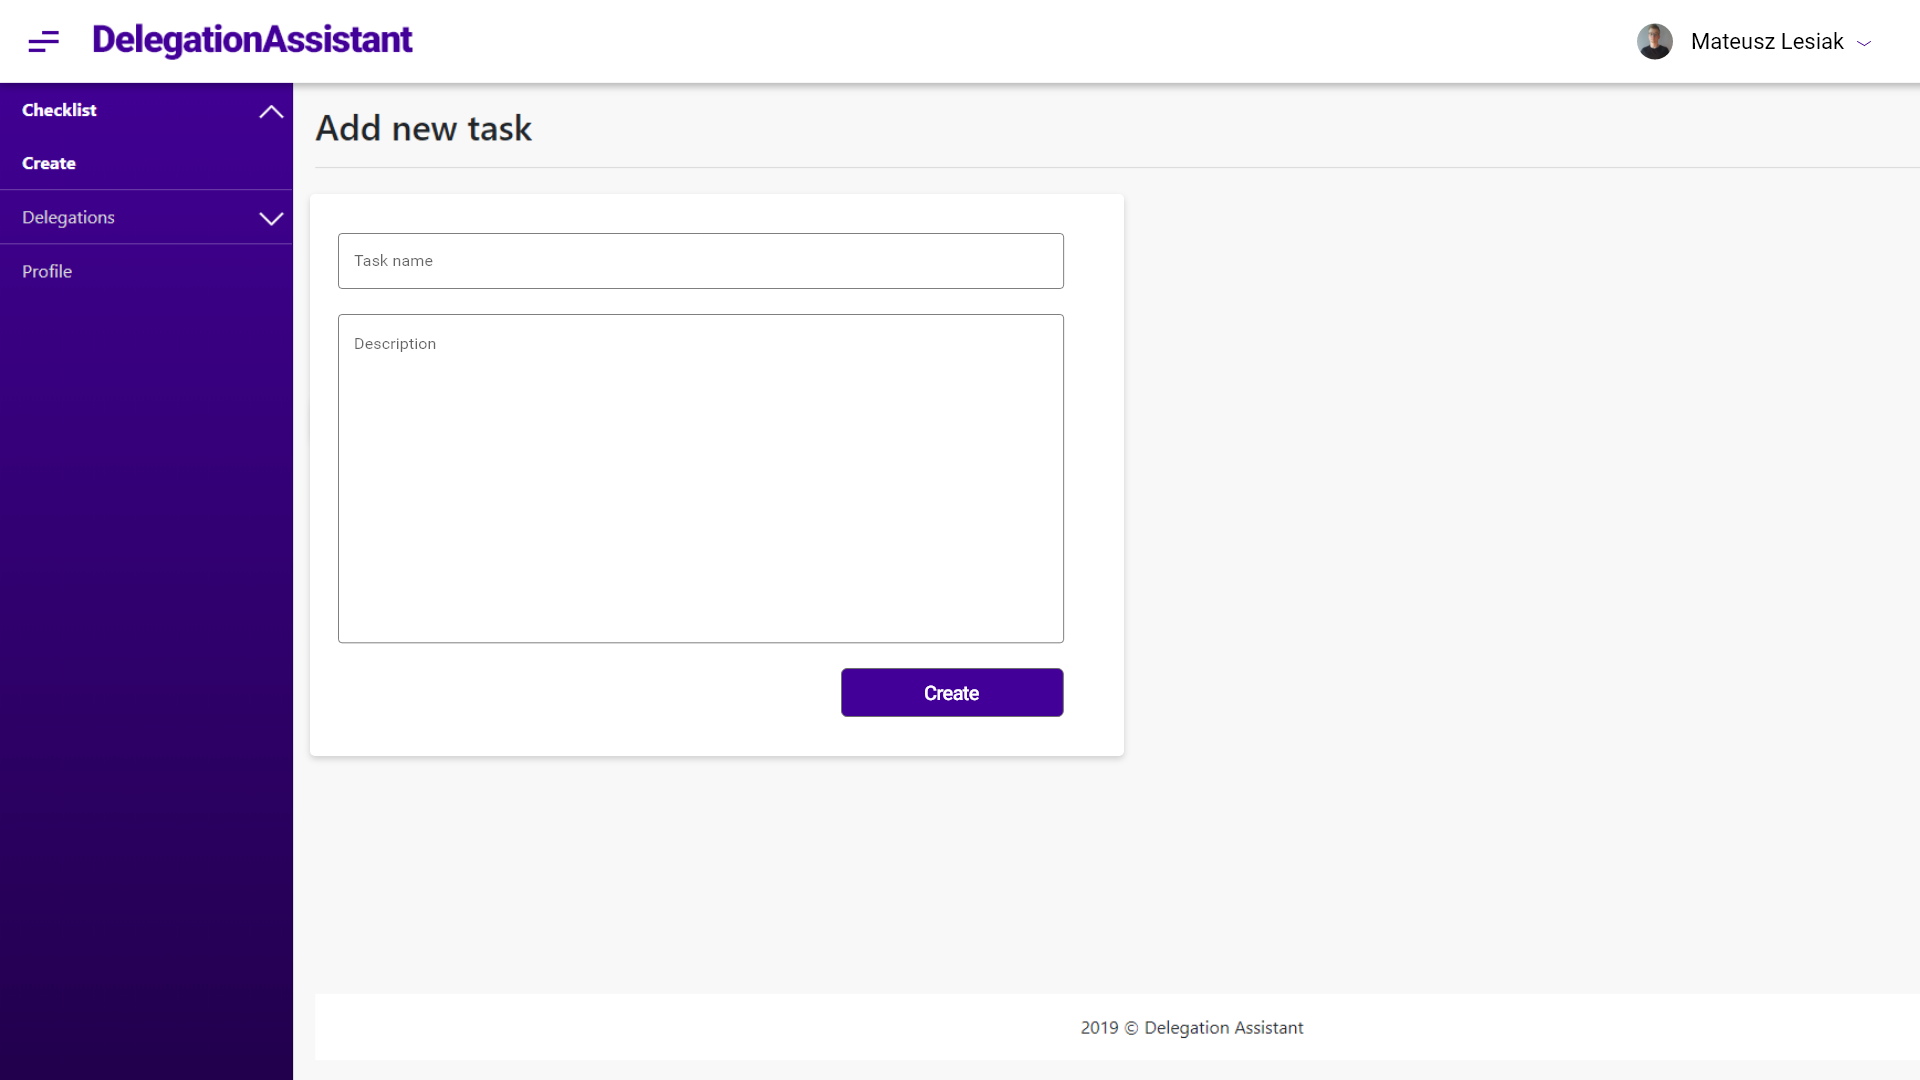 DelegationAssistant
Mateusz Lesiak
Checklist
Create
Delegations
Profile
Add new task
Task name
Description
Create
2019 © Delegation Assistant